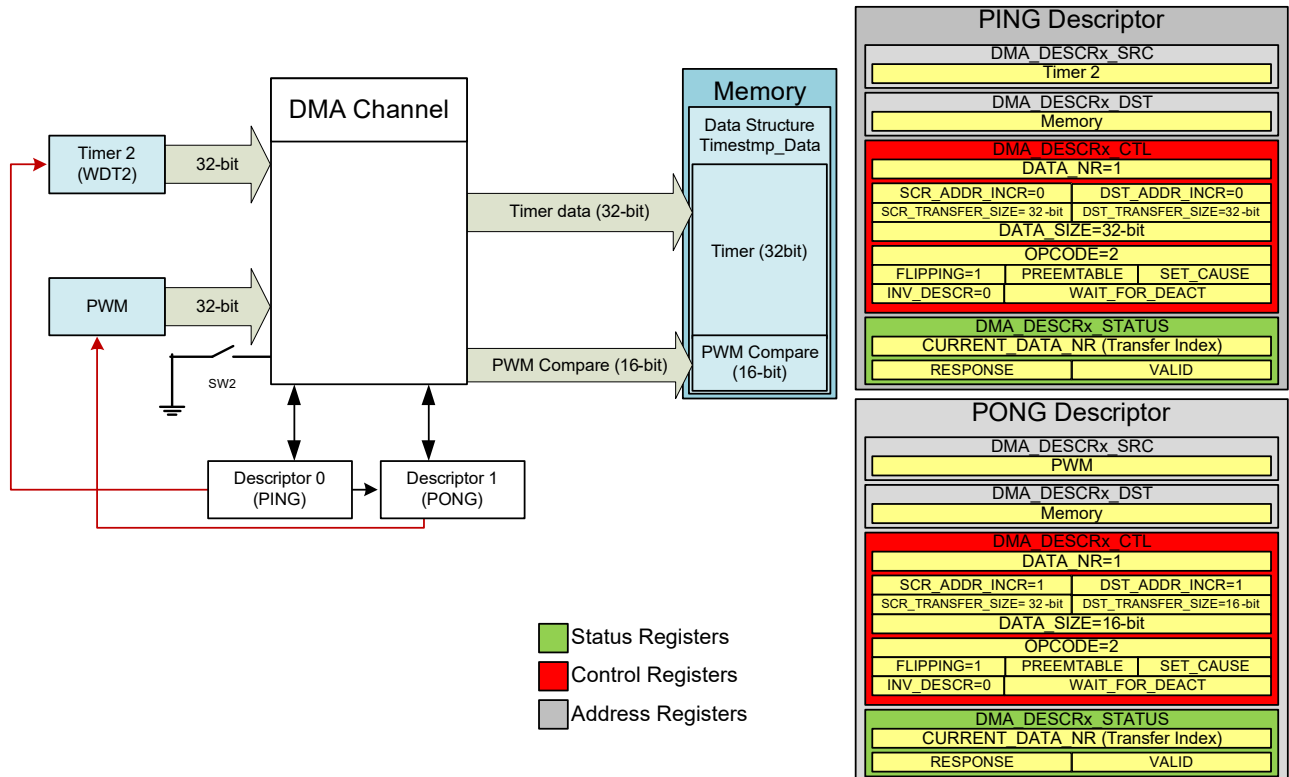 DMA Channel
Timer 2
(WDT2)
32-bit
PWM
32-bit
SW2
Timer data (32-bit)
PWM Compare (16-bit)
Memory
Data Structure
Timestmp_Data
Timer (32bit)
PWM Compare
(16-bit)
Descriptor 0
(PING)
Descriptor 1
(PONG)
Status Registers
Control Registers
Address Registers
PING Descriptor
DMA_DESCRx_SRC
Timer 2
DMA_DESCRx_DST
Memory
DMA_DESCRx_CTL
DATA_NR=1
SCR_ADDR_INCR=0 DST_ADDR_INCR=0
SCR_TRANSFER_SIZE= 32-bit DST_TRANSFER_SIZE=32-bit
DATA_SIZE=32-bit
OPCODE=2
FLIPPING=1 PREEMTABLE SET_CAUSE
INV_DESCR=0 WAIT_FOR_DEACT
DMA_DESCRx_STATUS
CURRENT_DATA_NR (Transfer Index)
RESPONSE VALID
PONG Descriptor
DMA_DESCRx_SRC
PWM
DMA_DESCRx_DST
Memory
DMA_DESCRx_CTL
DATA_NR=1
SCR_ADDR_INCR=1 DST_ADDR_INCR=1
SCR_TRANSFER_SIZE= 32-bit DST_TRANSFER_SIZE=16-bit
DATA_SIZE=16-bit
OPCODE=2
FLIPPING=1 PREEMTABLE SET_CAUSE
INV_DESCR=0 WAIT_FOR_DEACT
DMA_DESCRx_STATUS
CURRENT_DATA_NR (Transfer Index)
RESPONSE VALID